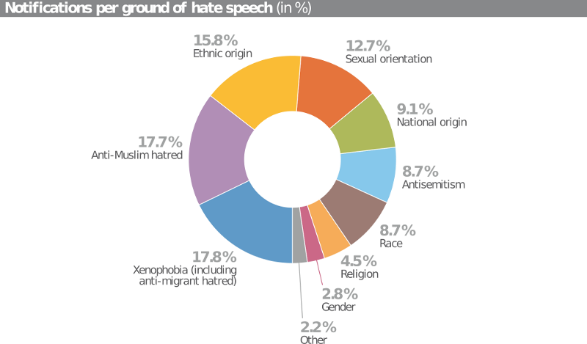 Notifications per ground of hate speech (in %)
15.8%
Ethnic origin
12.7%
Sexual orientation
9.1%
National origin
17.7%
Anti-Muslim hatred
8.7%
Antisemitism
8.7%
Race
17.8%
Xenophobia (including
anti-migrant hatred)
4.5%
Religion
2.8%
Gender
2.2%
Other